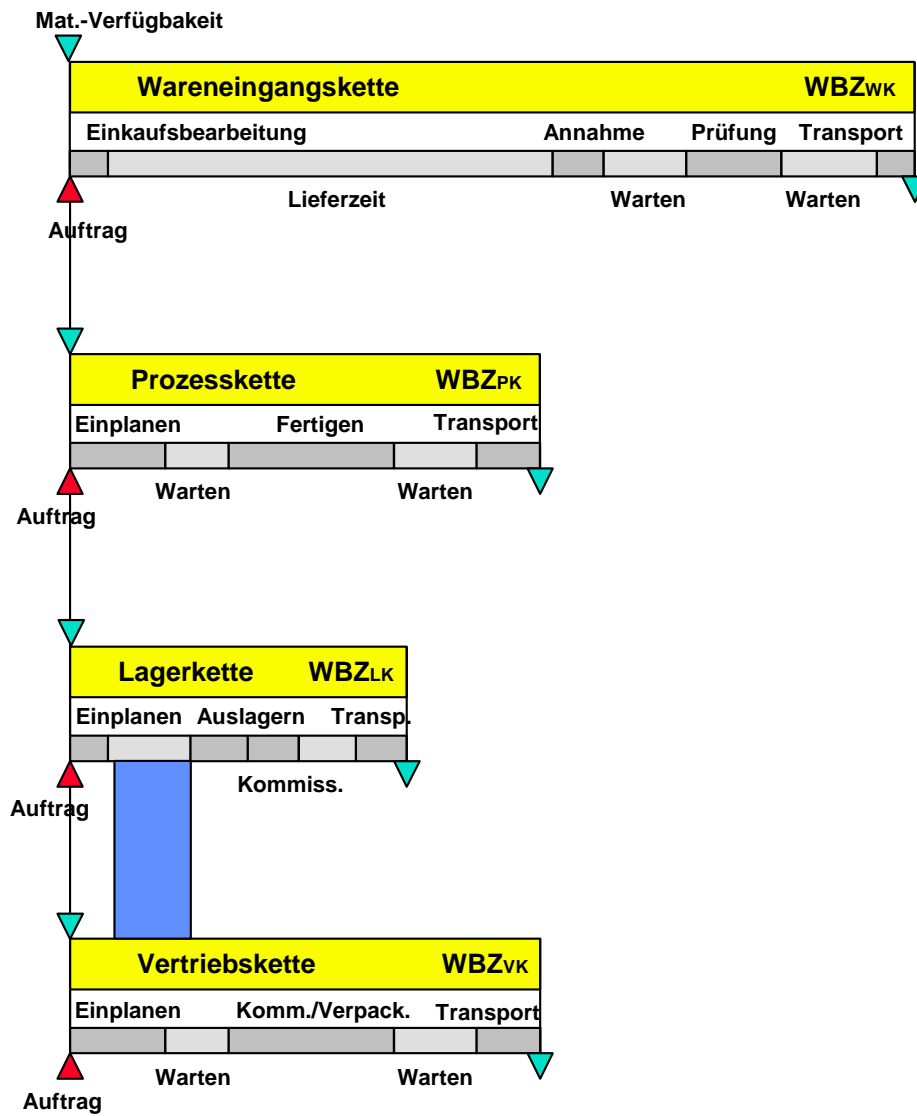 Mat.-Verfügbakeit
Wareneingangskette WBZWK
Einkaufsbearbeitung Annahme Prüfung Transport
Lieferzeit Warten Warten
Auftrag
Prozesskette WBZPK
Einplanen Fertigen Transport
Warten Warten
Auftrag
Lagerkette WBZLK
Einplanen Auslagern Transp.
Kommiss.
Auftrag
Vertriebskette WBZVK
Einplanen Komm./Verpack. Transport
Warten Warten
Auftrag